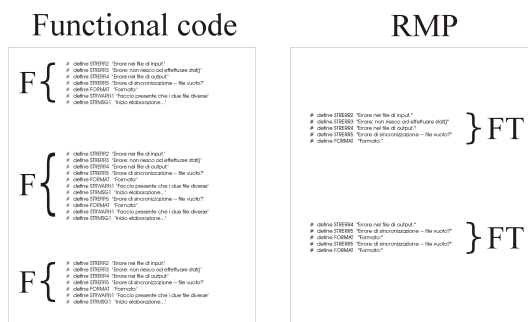 Functional code
F {
# define STRERR2 "Errore nel file di input."
# define STRERR3 "Errore: non riesco ad effettuare stat()"
# define STRERR4 "Errore nel file di output."
# define STRERR5 "Errore di sincronizzazione -- file vuoto?"
# define FORMAT "Formato:"
# define STRWARN1 "Faccio presente che i due file diverse"
# define STRMSG1 "Inizio elaborazione..."
F {
# define STRERR2 "Errore nel file di input."
# define STRERR3 "Errore: non riesco ad effettuare stat()"
# define STRERR4 "Errore nel file di output."
# define STRERR5 "Errore di sincronizzazione -- file vuoto?"
# define FORMAT "Formato:"
# define STRWARN1 "Faccio presente che i due file diverse"
# define STRMSG1 "Inizio elaborazione..."
# define STRERR5 "Errore di sincronizzazione -- file vuoto?"
# define FORMAT "Formato:"
# define STRWARN1 "Faccio presente che i due file diverse"
# define STRMSG1 "Inizio elaborazione..."
F {
# define STRERR2 "Errore nel file di input."
# define STRERR3 "Errore: non riesco ad effettuare stat()"
# define STRERR4 "Errore nel file di output."
# define STRERR5 "Errore di sincronizzazione -- file vuoto?"
# define FORMAT "Formato:"
# define STRWARN1 "Faccio presente che i due file diverse"
# define STRMSG1 "Inizio elaborazione..."
RMP
# define STRERR2 "Errore nel file di input."
# define STRERR3 "Errore: non riesco ad effettuare stat()"
# define STRERR4 "Errore nel file di output."
# define STRERR5 "Errore di sincronizzazione -- file vuoto?"
# define FORMAT "Formato:"
} FT
# define STRERR4 "Errore nel file di output."
# define STRERR5 "Errore di sincronizzazione -- file vuoto?"
# define FORMAT "Formato:"
# define STRERR5 "Errore di sincronizzazione -- file vuoto?"
# define FORMAT "Formato:"
} FT